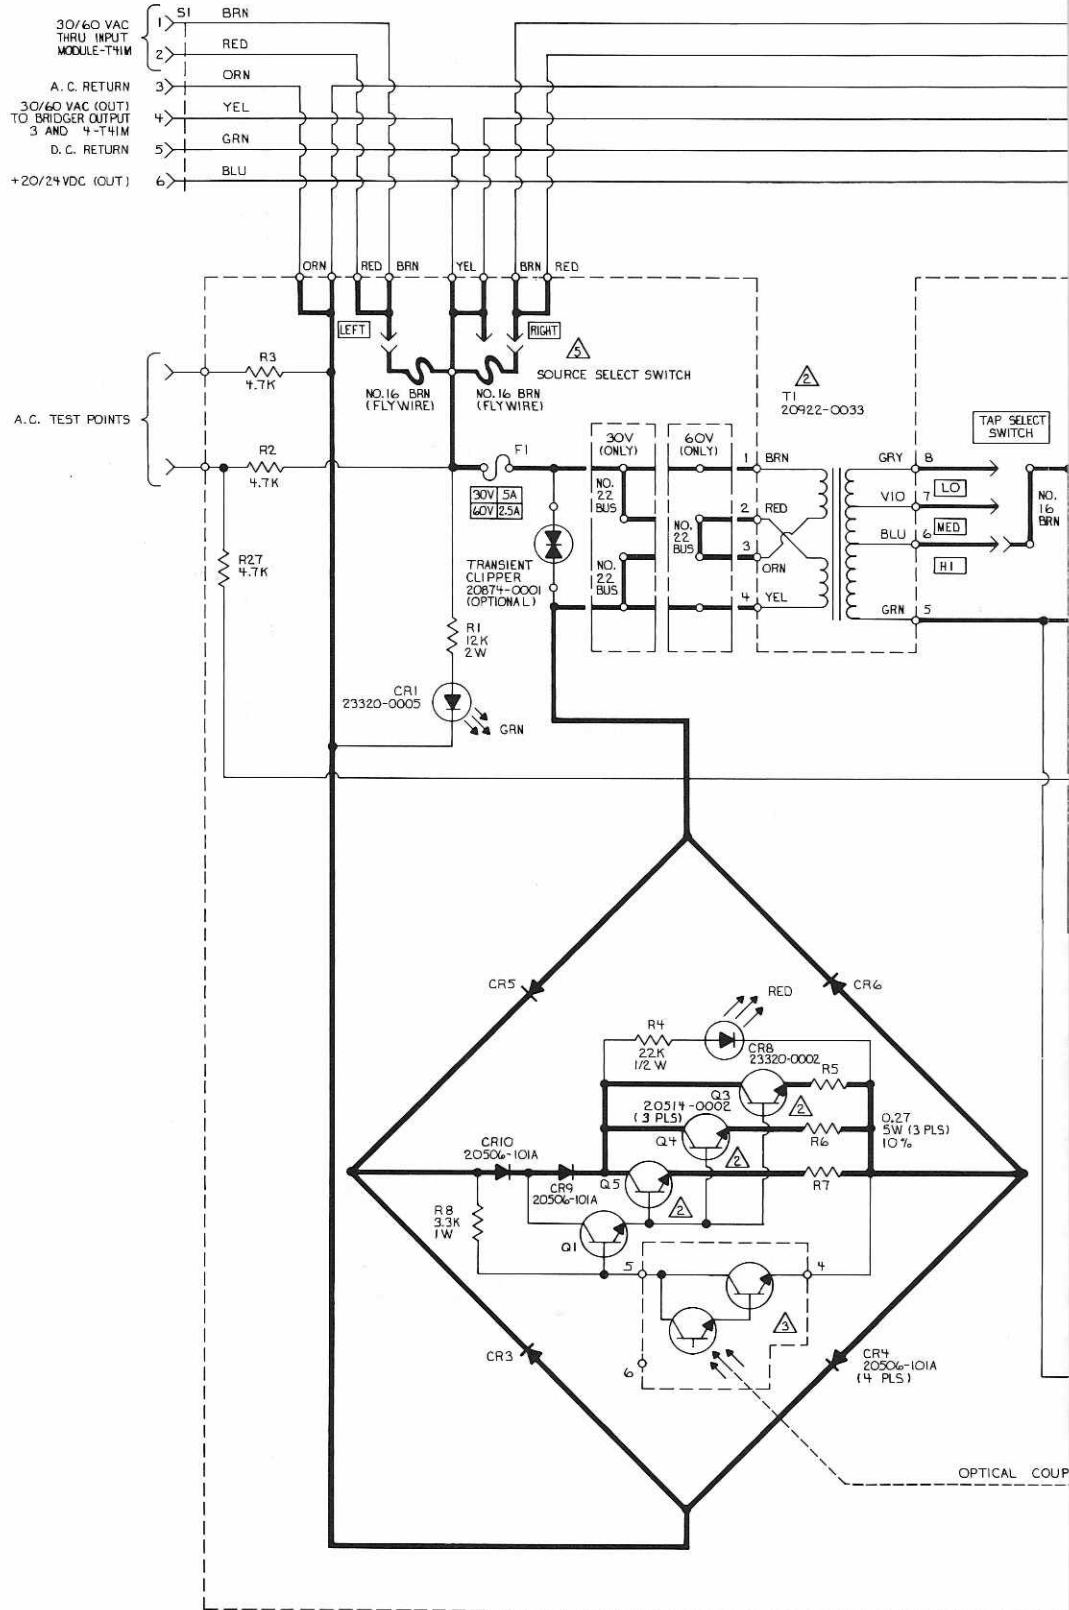 30/60 VAC
THRU INPUT
MODULE-T41M
1
S1
BRN
2
RED
A.C. RETURN
3
ORN
30/60 VAC (OUT)
TO BRIDGER OUTPUT
3 AND 4-T41M
4
YEL
D.C. RETURN
5
GRN
+20/24VDC (OUT)
6
BLU
ORN
RED
BRN
YEL
BRN
RED
LEFT
RIGHT
5
SOURCE SELECT SWITCH
NO.16 BRN
(FLYWIRE)
NO.16 BRN
(FLYWIRE)
R3
4.7K
A.C. TEST POINTS
R2
4.7K
R27
4.7K
2
T1
20922-0033
TAP SELECT
SWITCH
F1
30V 5A
60V 2.5A
30V
(ONLY)
60V
(ONLY)
NO.
22
BUS
NO.
22
BUS
NO.
22
BUS
1 BRN
2 RED
3
ORN
4 YEL
GRY 8
LO
VIO 7
MED
BLU 6
HI
GRN 5
NO.
16
BRN
TRANSIENT
CLIPPER
20874-0001
(OPTIONAL)
R1
12K
2W
CR1
23320-0005
GRN
CR5
CR6
RED
R4
22K
1/2 W
CR8
23320-0002
Q3
R5
2
20514-0002
(3 PLS)
Q4
R6
2
0.27
5W (3 PLS)
10%
CR10
20506-101A
CR9
20506-101A
Q5
R7
2
R8
3.3K
1W
Q1
5
4
3
6
CR3
CR4
20506-101A
(4 PLS)
OPTICAL COUP